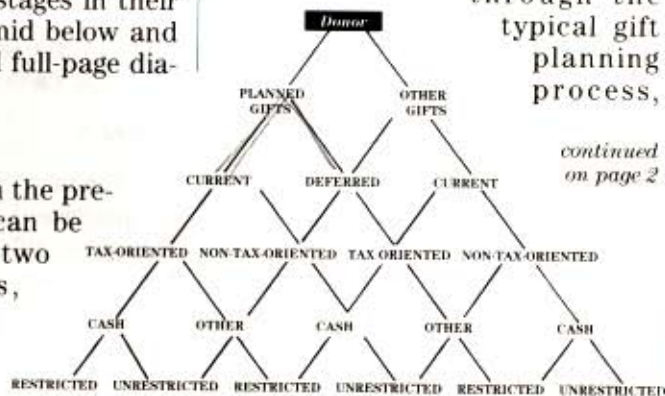 stages in their
mid below and
full-page dia-
the pre-
can be
two
s,
Donor
PLANNED
GIFTS
OTHER
GIFTS
CURRENT
DEFERRED
CURRENT
TAX-ORIENTED NON-TAX-ORIENTED TAX ORIENTED NON-TAX-ORIENTED
CASH OTHER CASH OTHER CASH
RESTRICTED UNRESTRICTED RESTRICTED UNRESTRICTED RESTRICTED UNRESTRICTED
through the
typical gift
planning
process,
continued
on page 2